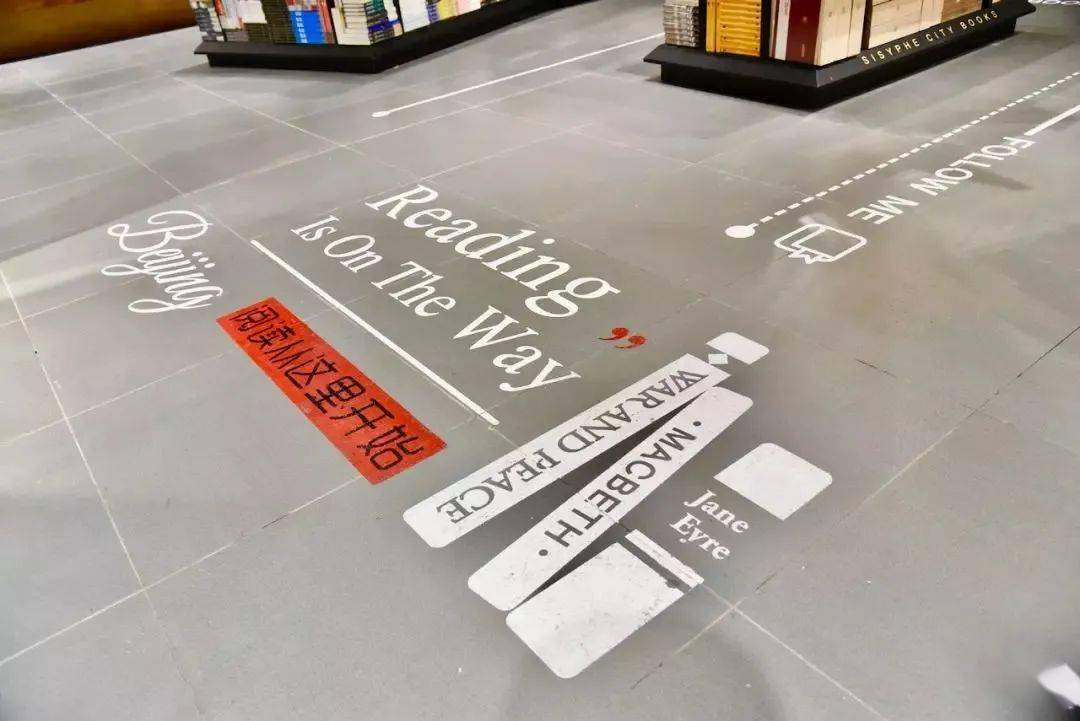 SISYPHE CITY BOOKS
FOLLOW ME
Beijing
Reading
Is On The Way
”
阅读从这里开始
WAR AND PEACE
• MACBETH •
Jane
Eyre